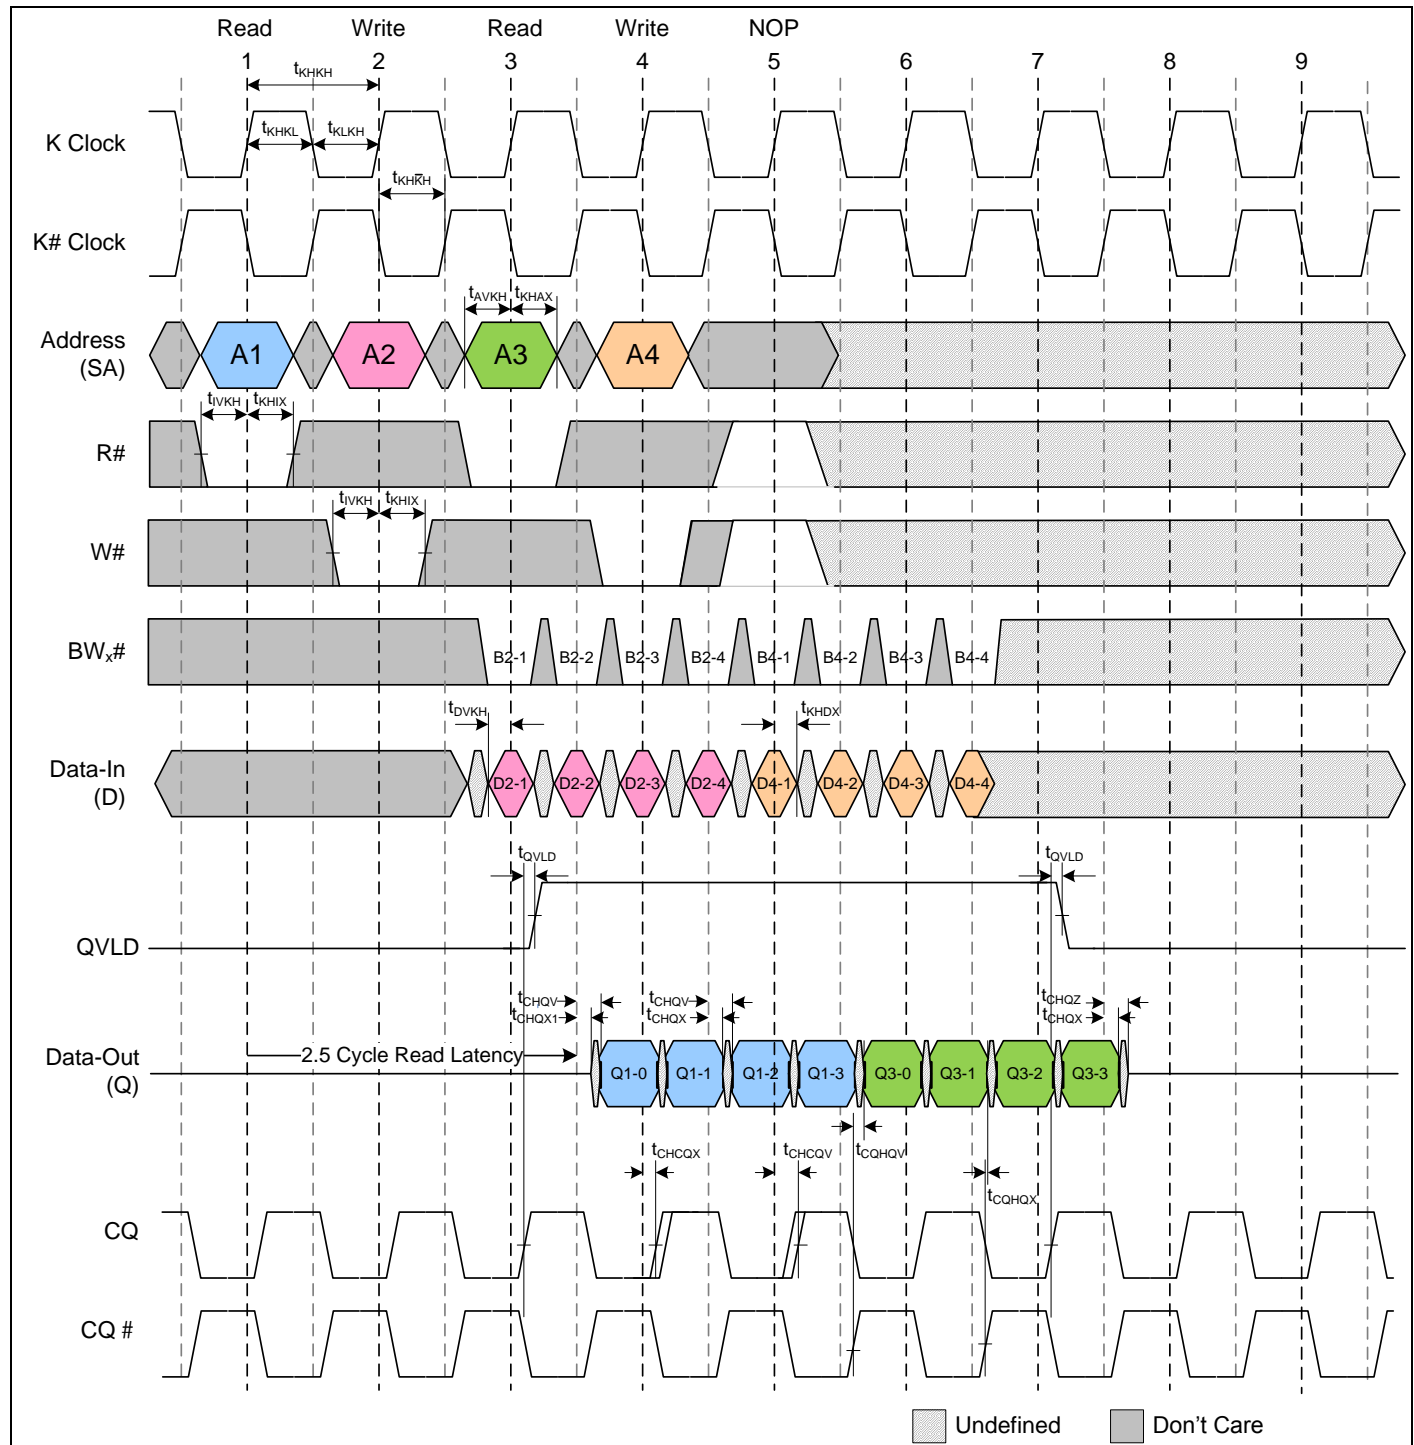 Read Write Read Write NOP
1 2 3 4 5 6 7 8 9
tKHKH
K Clock
tKHKL tKLKH
tKHK̅H
K# Clock
tAVKH tKHAX
Address
(SA)
A1 A2 A3 A4
tIVKH tKHIX
R#
tIVKH tKHIX
W#
BWx#
B2-1 B2-2 B2-3 B2-4 B4-1 B4-2 B4-3 B4-4
tDVKH tKHDX
Data-In
(D)
D2-1 D2-2 D2-3 D2-4 D4-1 D4-2 D4-3 D4-4
tQVLD tQVLD
QVLD
tCHQV tCHQV tCHQZ
tCHQX1 tCHQX tCHQX
Data-Out
(Q)
2.5 Cycle Read Latency
Q1-0 Q1-1 Q1-2 Q1-3 Q3-0 Q3-1 Q3-2 Q3-3
tCHCQX tCHCQV tCQHQV
tCQHQX
CQ
CQ #
Undefined Don't Care